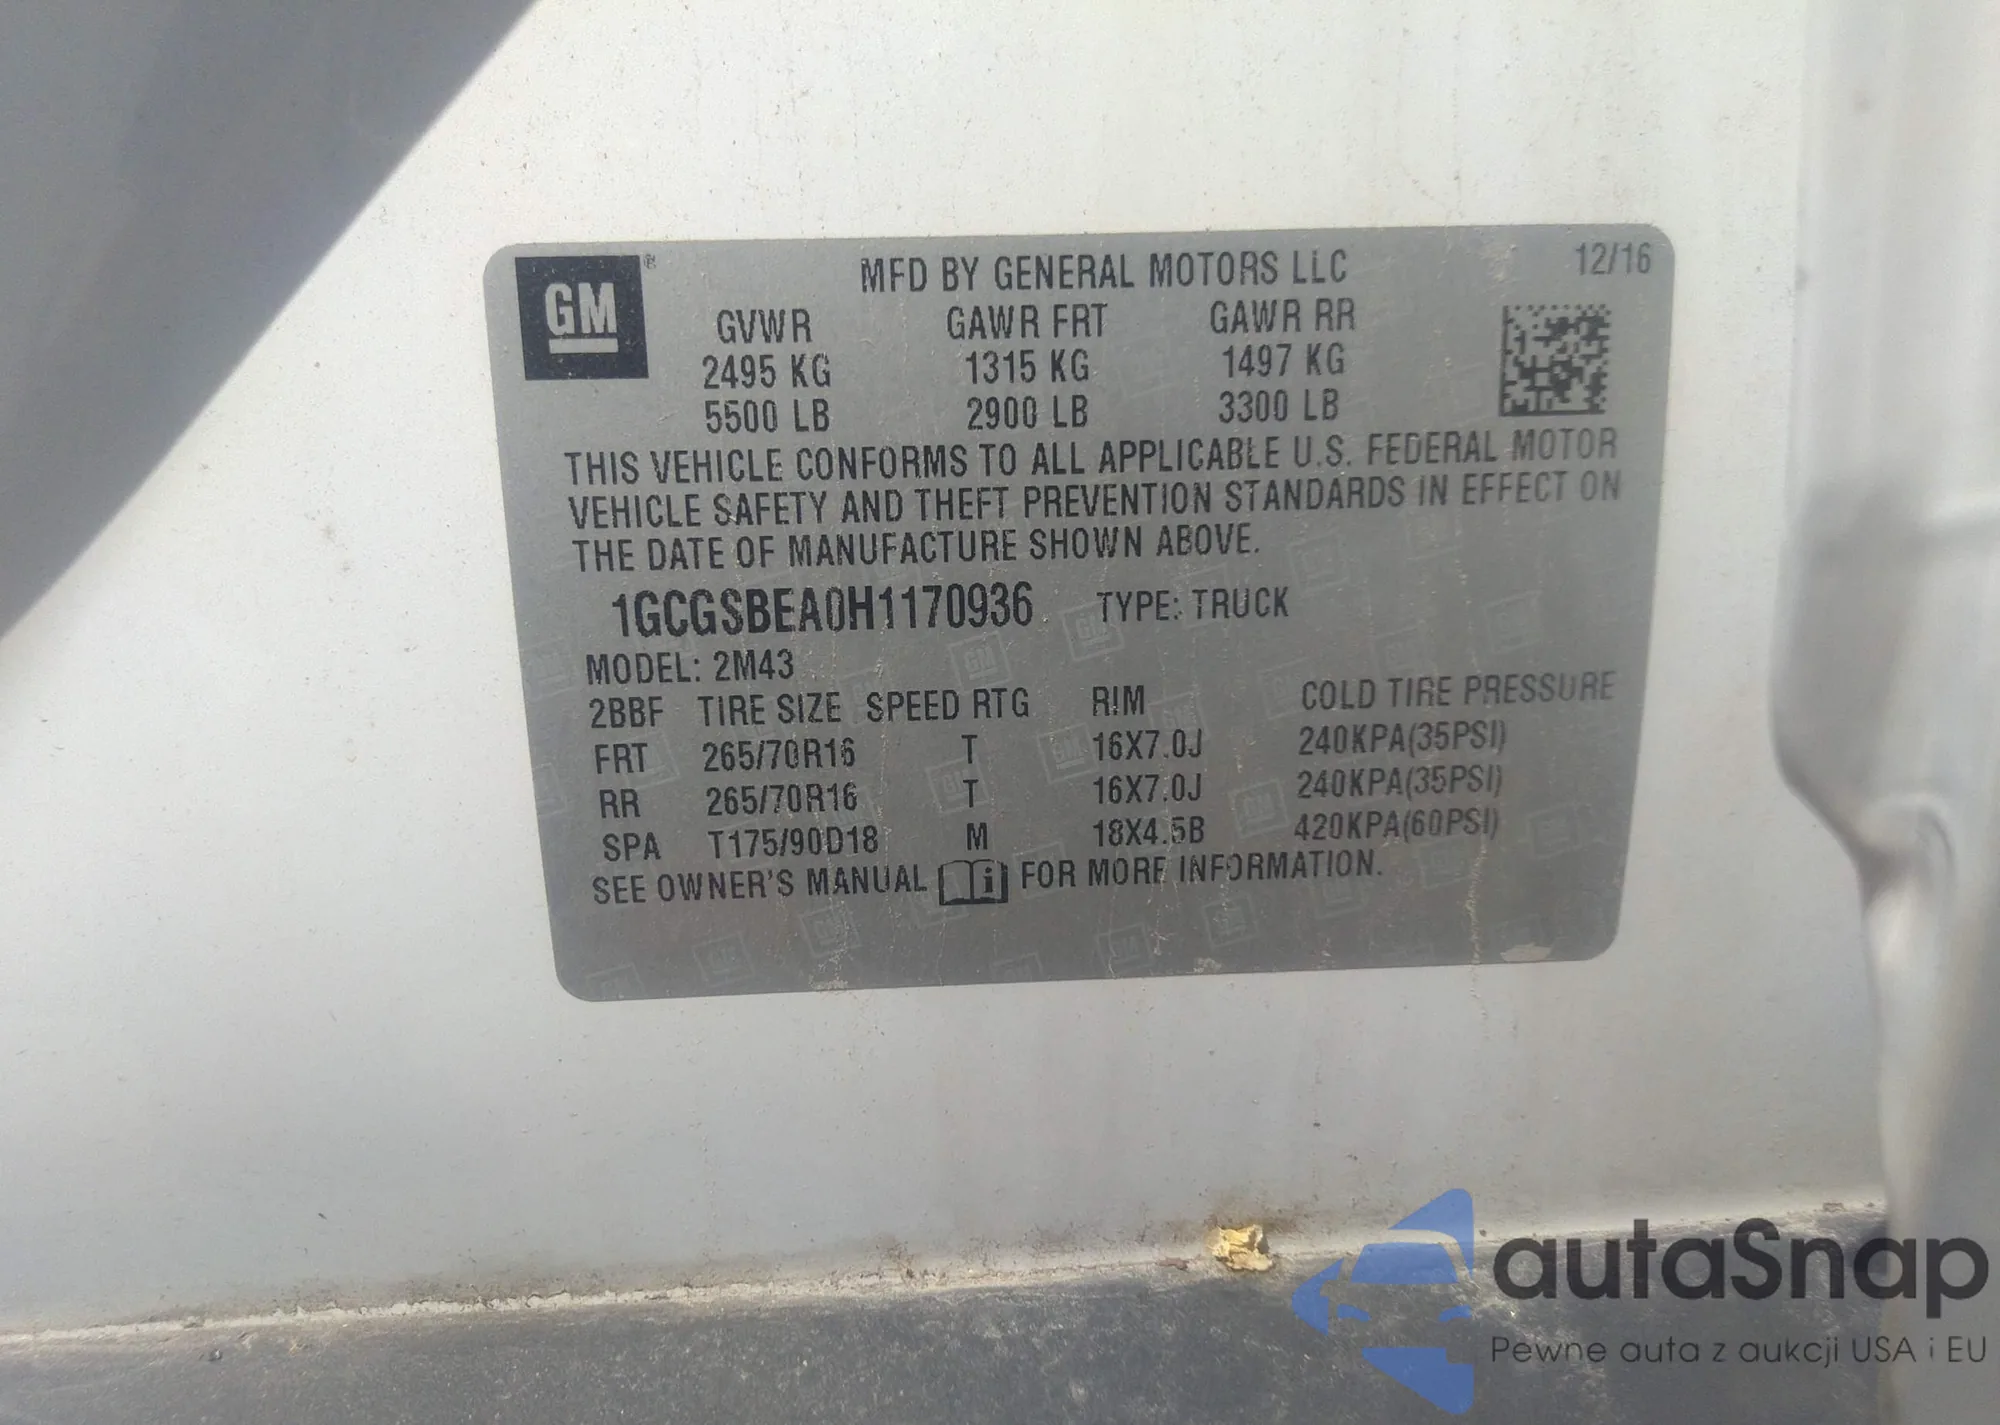 GM ®
MFD BY GENERAL MOTORS LLC 12/16
GVWR GAWR FRT GAWR RR
2495 KG 1315 KG 1497 KG
5500 LB 2900 LB 3300 LB
THIS VEHICLE CONFORMS TO ALL APPLICABLE U.S. FEDERAL MOTOR
VEHICLE SAFETY AND THEFT PREVENTION STANDARDS IN EFFECT ON
THE DATE OF MANUFACTURE SHOWN ABOVE.
1GCGSBEA0H1170936 TYPE: TRUCK
MODEL: 2M43
2BBF TIRE SIZE SPEED RTG RIM COLD TIRE PRESSURE
FRT 265/70R16 T 16X7.0J 240KPA(35PSI)
RR 265/70R16 T 16X7.0J 240KPA(35PSI)
SPA T175/90D18 M 18X4.5B 420KPA(60PSI)
SEE OWNER'S MANUAL FOR MORE INFORMATION.
autaSnap
Pewne auta z aukcji USA i EU